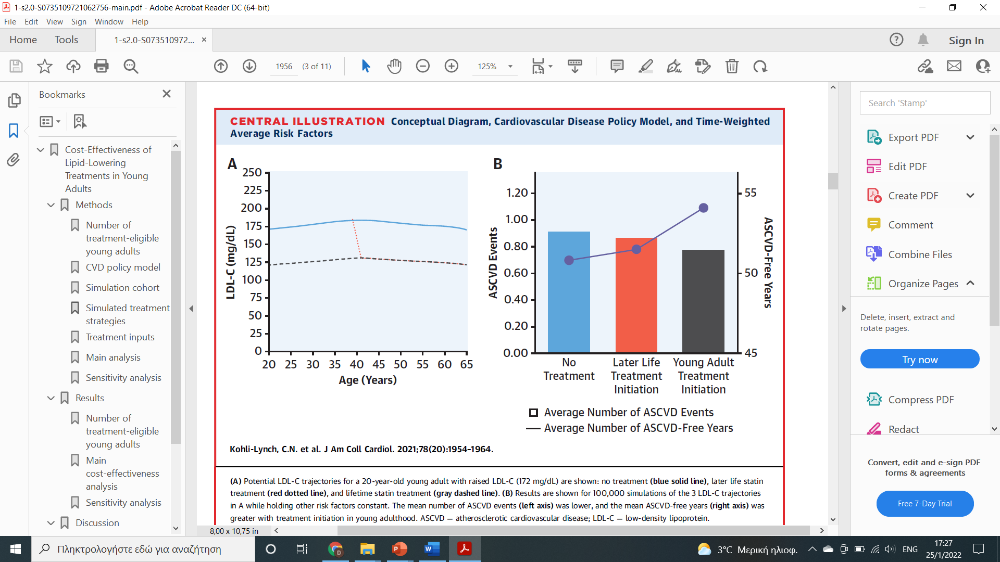 1-s2.0-S0735109721062756-main.pdf - Adobe Acrobat Reader DC (64-bit)
File Edit View Sign Window Help
Home Tools 1-s2.0-S073510972... × Sign In
1956 (3 of 11) 125%
Bookmarks
Cost-Effectiveness of
Lipid-Lowering
Treatments in Young
Adults
Methods
Number of
treatment-eligible
young adults
CVD policy model
Simulation cohort
Simulated treatment
strategies
Treatment inputs
Main analysis
Sensitivity analysis
Results
Number of
treatment-eligible
young adults
Main
cost-effectiveness
analysis
Sensitivity analysis
Discussion
CENTRAL ILLUSTRATION Conceptual Diagram, Cardiovascular Disease Policy Model, and Time-Weighted
Average Risk Factors
A
250
225
200
175
150
125
100
75
50
25
0
LDL-C (mg/dL)
20 25 30 35 40 45 50 55 60 65
Age (Years)
B
1.20
1.00
0.80
0.60
0.40
0.20
0.00
ASCVD Events
55
50
45
ASCVD-Free Years
No
Treatment
Later Life
Treatment
Initiation
Young Adult
Treatment
Initiation
Average Number of ASCVD Events
Average Number of ASCVD-Free Years
Kohli-Lynch, C.N. et al. J Am Coll Cardiol. 2021;78(20):1954–1964.
(A) Potential LDL-C trajectories for a 20-year-old young adult with raised LDL-C (172 mg/dL) are shown: no treatment (blue solid line), later life statin
treatment (red dotted line), and lifetime statin treatment (gray dashed line). (B) Results are shown for 100,000 simulations of the 3 LDL-C trajectories
in A while holding other risk factors constant. The mean number of ASCVD events (left axis) was lower, and the mean ASCVD-free years (right axis) was
greater with treatment initiation in young adulthood. ASCVD = atherosclerotic cardiovascular disease; LDL-C = low-density lipoprotein.
8,00 x 10,75 in
Search 'Stamp'
Export PDF
Edit PDF
Create PDF
Comment
Combine Files
Organize Pages
Delete, insert, extract and
rotate pages.
Try now
Compress PDF
Redact
Convert, edit and e-sign PDF
forms & agreements
Free 7-Day Trial
Πληκτρολογήστε εδώ για αναζήτηση
3°C Μερική ηλιοφ.
ENG
17:27
25/1/2022